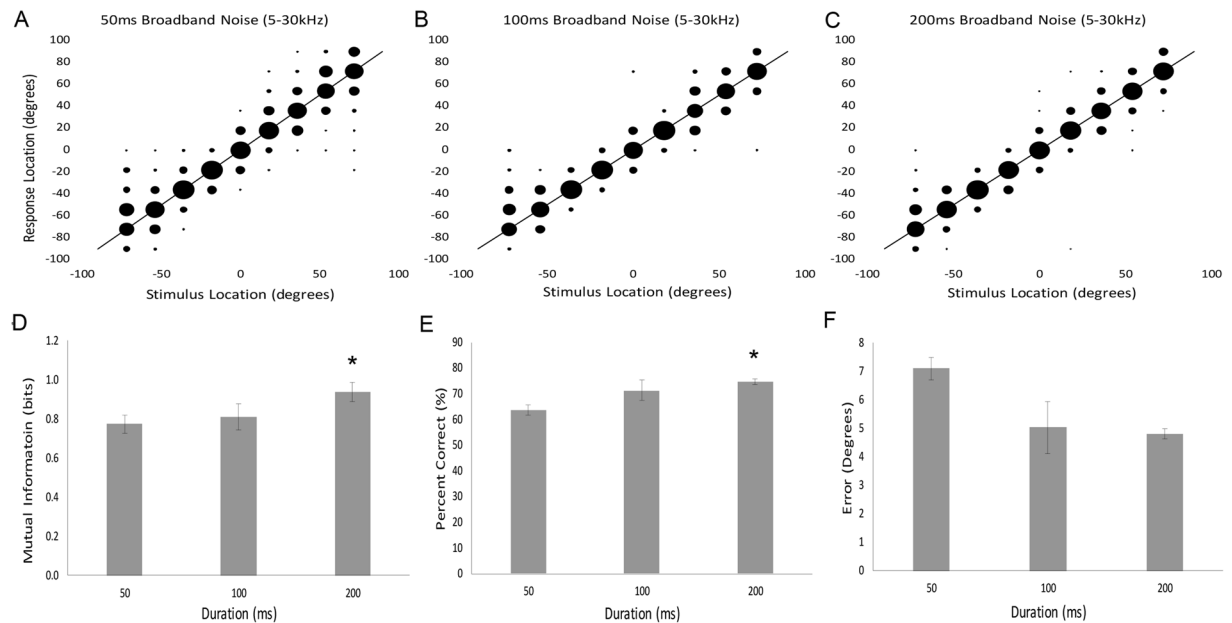 A
50ms Broadband Noise (5-30kHz)
100
80
60
40
20
0
-20
-40
-60
-80
-100
Response Location (degrees)
-100 -50 0 50 100
Stimulus Location (degrees)
B
100ms Broadband Noise (5-30kHz)
100
80
60
40
20
0
-20
-40
-60
-80
-100
-100 -50 0 50 100
Stimulus Location (degrees)
C
200ms Broadband Noise (5-30kHz)
100
80
60
40
20
0
-20
-40
-60
-80
-100
-100 -50 0 50 100
Stimulus Location (degrees)
D
1.2
1.0
0.8
0.6
0.4
0.2
0.0
Mutual Informatoin (bits)
*
50 100 200
Duration (ms)
E
90
80
70
60
50
40
30
20
10
0
Percent Correct (%)
*
50 100 200
Duration (ms)
F
8
7
6
5
4
3
2
1
0
Error (Degrees)
50 100 200
Duration (ms)